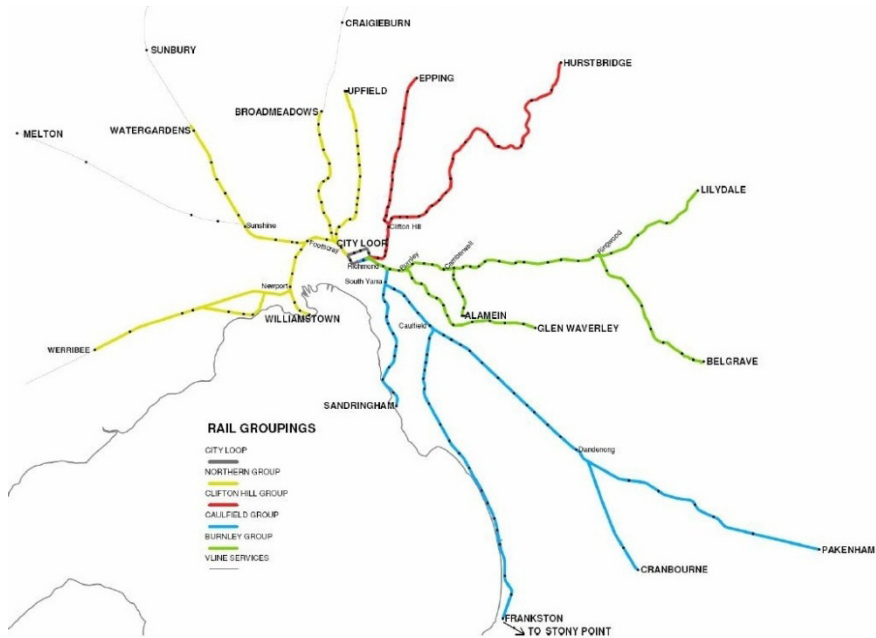 CRAIGIEBURN
SUNBURY
HURSTBRIDGE
EPPING
UPFIELD
BROADMEADOWS
WATERGARDENS
MELTON
LILYDALE
Clifton Hill
Sunshine
Footscray
CITY LOOP
Ringwood
Camberwell
Burnley
Richmond
South Yarra
Newport
WILLIAMSTOWN
ALAMEIN
Caulfield
GLEN WAVERLEY
WERRIBEE
BELGRAVE
SANDRINGHAM
RAIL GROUPINGS
CITY LOOP
NORTHERN GROUP
CLIFTON HILL GROUP
CAULFIELD GROUP
BURNLEY GROUP
VLINE SERVICES
Dandenong
PAKENHAM
CRANBOURNE
FRANKSTON
TO STONY POINT